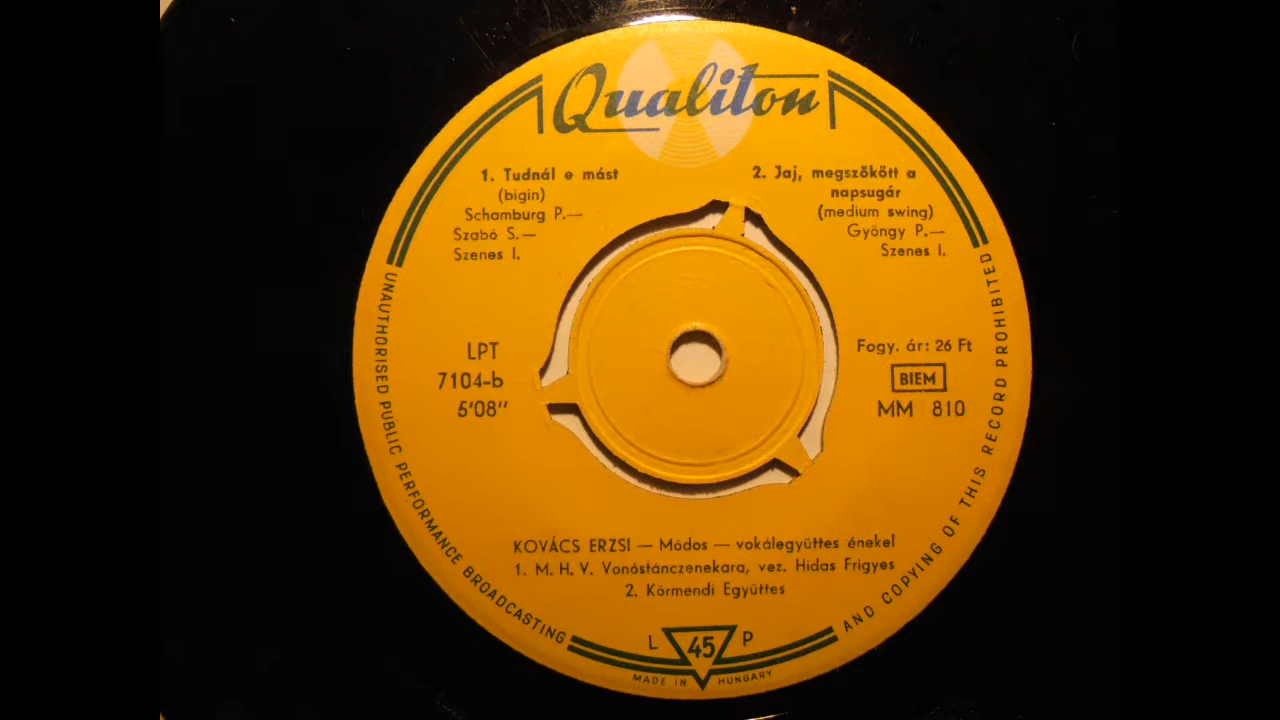 Qualiton
1. Tudnál e mást
(bigin)
Schamburg P.—
Szabó S.—
Szenes I.
2. Jaj, megszökött a
napsugár
(medium swing)
Gyöngy P.—
Szenes I.
LPT
7104-b
5'08"
Fogy. ár: 26 Ft
BIEM
MM 810
KOVÁCS ERZSI — Módos — vokálegyüttes énekel
1. M. H. V. Vonóstánczenekara, vez. Hidas Frigyes
2. Körmendi Együttes
L 45 P
MADE IN HUNGARY
UNAUTHORISED PUBLIC PERFORMANCE BROADCASTING AND COPYING OF THIS RECORD PROHIBITED